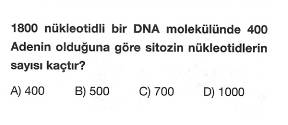 1800 nükleotidli bir DNA molekülünde 400
Adenin olduğuna göre sitozin nükleotidlerin
sayısı kaçtır?
A) 400 B) 500 C) 700 D) 1000